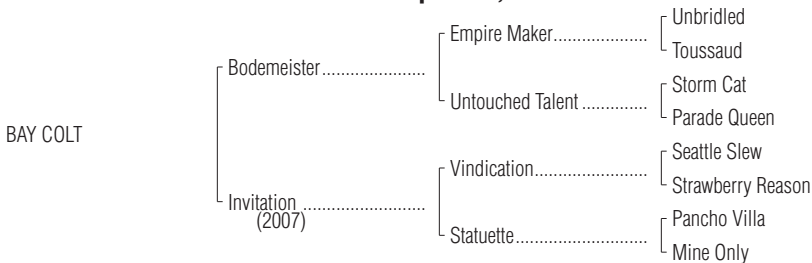 Unbridled
Empire Maker.....................
Toussaud
Bodemeister......................
Storm Cat
Untouched Talent ..............
Parade Queen
BAY COLT
Seattle Slew
Vindication........................
Strawberry Reason
Invitation ..........................
(2007)
Pancho Villa
Statuette............................
Mine Only